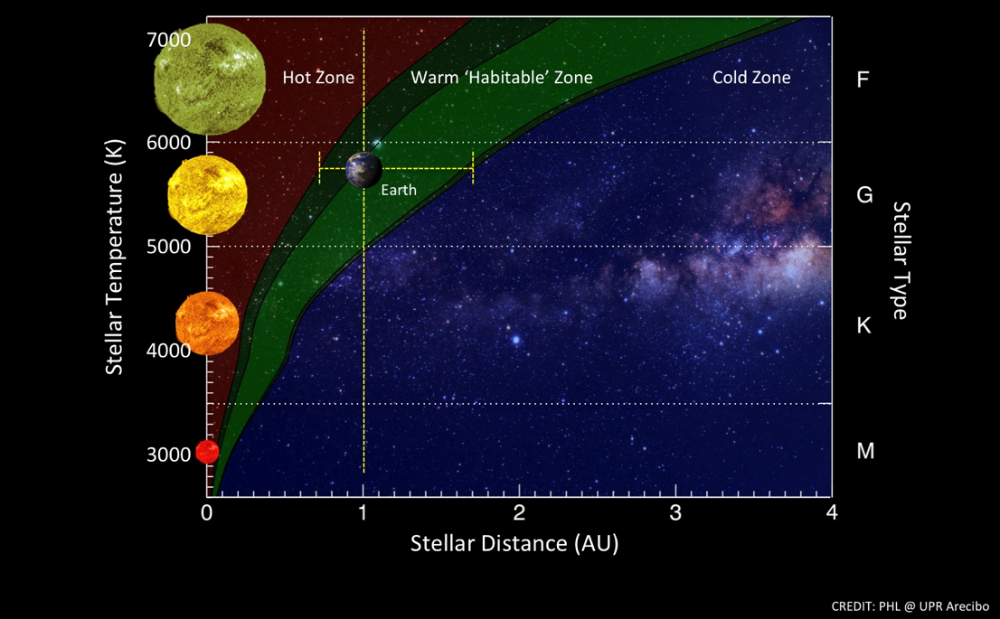 7000
Hot Zone
Warm ‘Habitable’ Zone
Cold Zone
F
6000
Earth
G
Stellar Temperature (K)
5000
Stellar Type
4000
K
3000
M
0
1
2
3
4
Stellar Distance (AU)
CREDIT: PHL @ UPR Arecibo